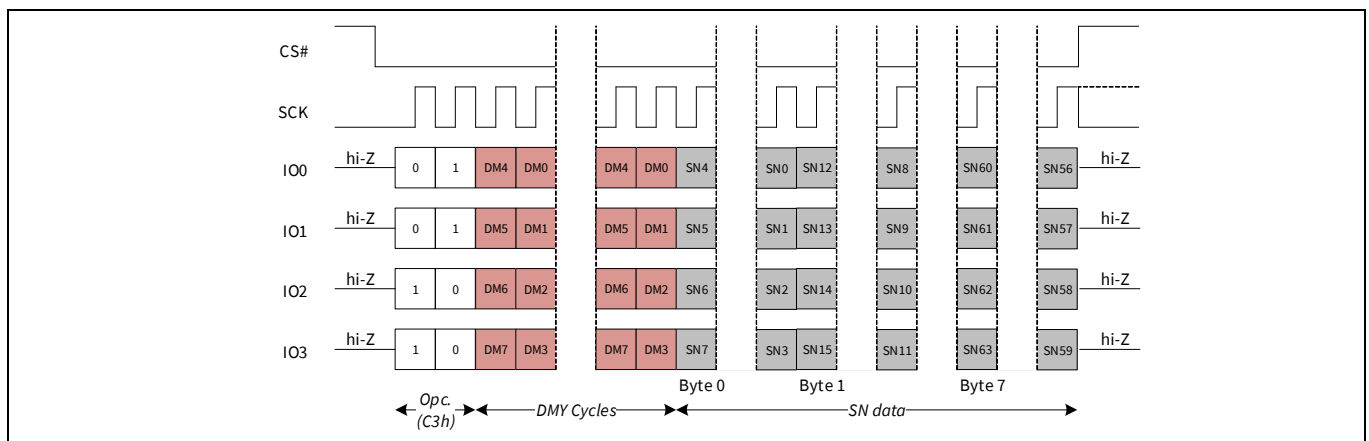 CS#
SCK
IO0 hi-Z 0 1 DM4 DM0 DM4 DM0 SN4 SN0 SN12 SN8 SN60 SN56 hi-Z
IO1 hi-Z 0 1 DM5 DM1 DM5 DM1 SN5 SN1 SN13 SN9 SN61 SN57 hi-Z
IO2 hi-Z 1 0 DM6 DM2 DM6 DM2 SN6 SN2 SN14 SN10 SN62 SN58 hi-Z
IO3 hi-Z 1 0 DM7 DM3 DM7 DM3 SN7 SN3 SN15 SN11 SN63 SN59 hi-Z
Byte 0 Byte 1 Byte 7
Opc. DMY Cycles SN data
(C3h)